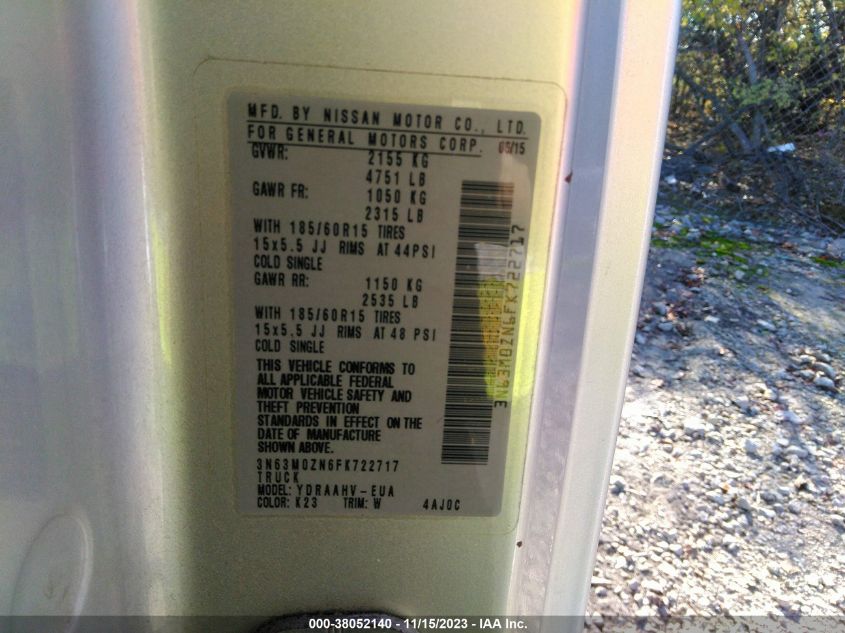 MFD. BY NISSAN MOTOR CO., LTD.
FOR GENERAL MOTORS CORP. 05/15
GVWR: 2155 KG
4751 LB
GAWR FR: 1050 KG
2315 LB
WITH 185/60R15 TIRES
15x5.5 JJ RIMS AT 44PSI
COLD SINGLE
GAWR RR: 1150 KG
2535 LB
WITH 185/60R15 TIRES
15x5.5 JJ RIMS AT 48 PSI
COLD SINGLE
THIS VEHICLE CONFORMS TO
ALL APPLICABLE FEDERAL
MOTOR VEHICLE SAFETY AND
THEFT PREVENTION
STANDARDS IN EFFECT ON THE
DATE OF MANUFACTURE
SHOWN ABOVE.
3N63M0ZN6FK722717
TRUCK
MODEL: YDRAAHV-EUA
COLOR: K23 TRIM: W 4AJ0C
3N63M0ZN6FK722717
000-38052140 - 11/15/2023 - IAA Inc.